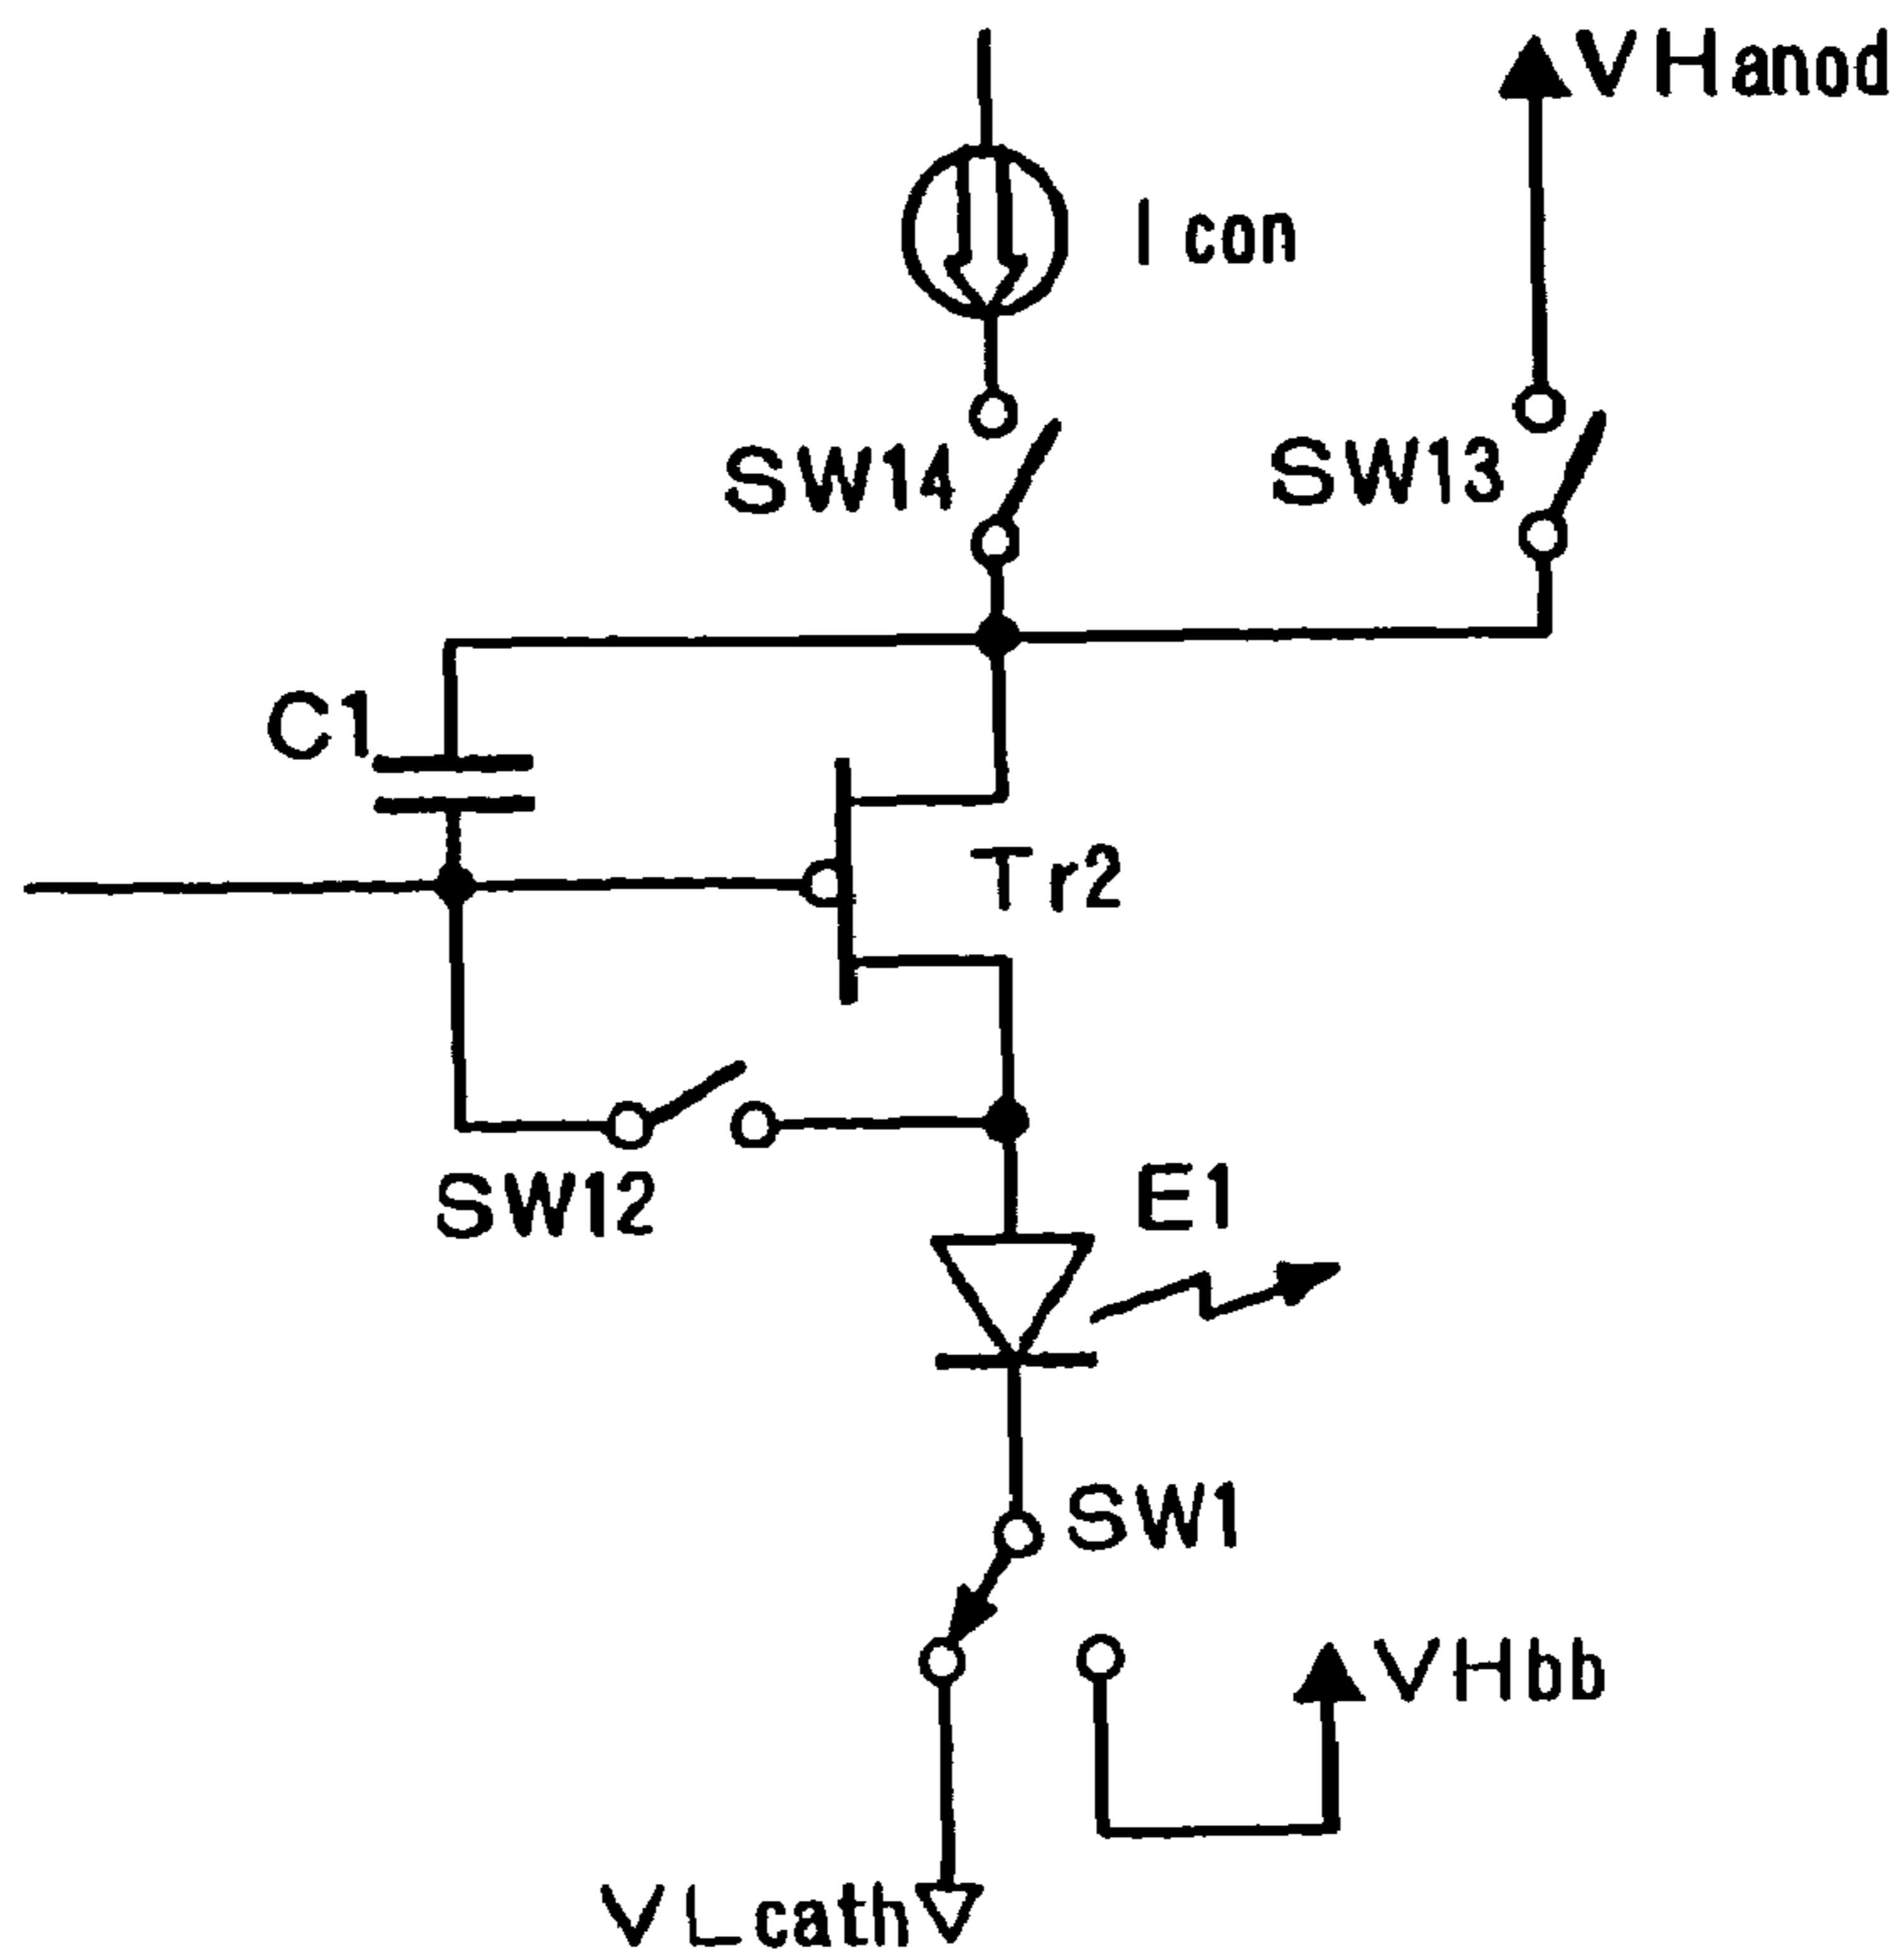 VHanod
Icon
SW14
SW13
C1
Tr2
SW12
E1
SW1
VHbb
VLcath